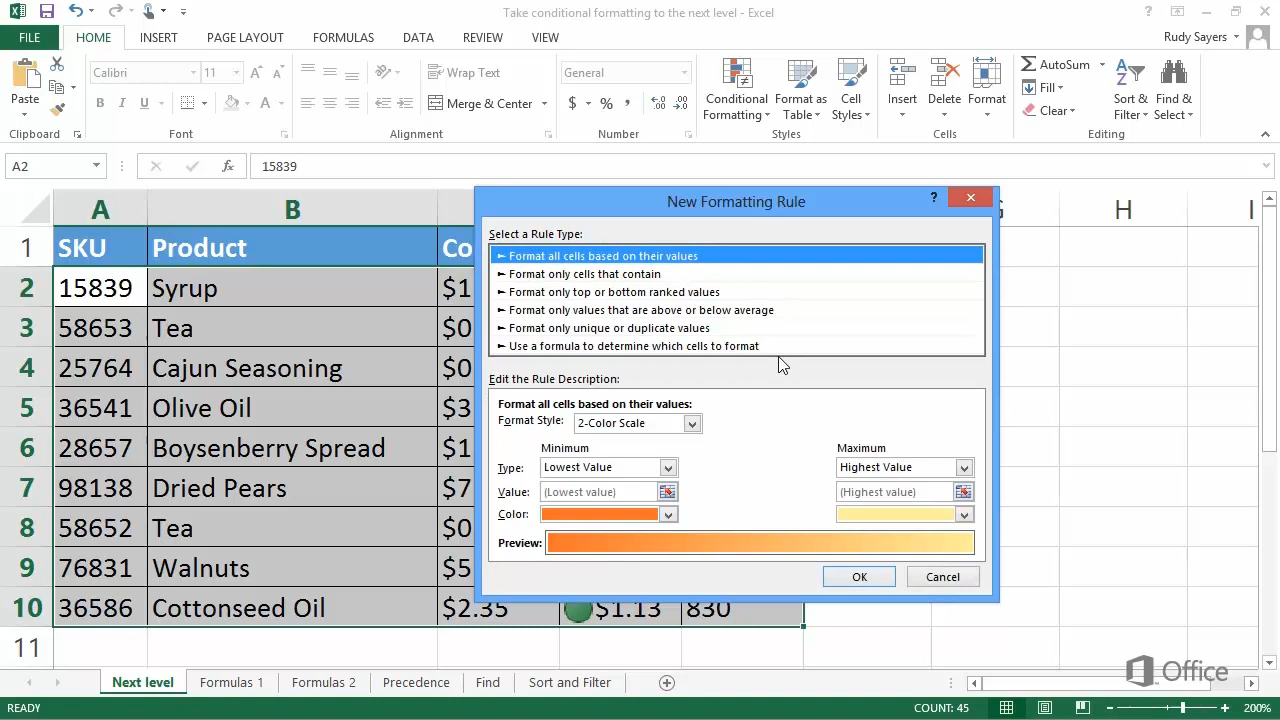 Take conditional formatting to the next level - Excel
FILE HOME INSERT PAGE LAYOUT FORMULAS DATA REVIEW VIEW
Rudy Sayers
Paste
Clipboard
Calibri 11
B I U A
Font
Wrap Text
Merge & Center
Alignment
General
$ % ,
Number
Conditional Formatting
Format as Table
Cell Styles
Styles
Insert Delete Format
Cells
AutoSum
Fill
Clear
Sort & Filter
Find & Select
Editing
A2 fx 15839
A B G H I
1 SKU Product Co
2 15839 Syrup $1
3 58653 Tea $0
4 25764 Cajun Seasoning $0
5 36541 Olive Oil $3
6 28657 Boysenberry Spread $1
7 98138 Dried Pears $7
8 58652 Tea $0
9 76831 Walnuts $5
10 36586 Cottonseed Oil $2.35 $1.13 830
11
New Formatting Rule
Select a Rule Type:
► Format all cells based on their values
► Format only cells that contain
► Format only top or bottom ranked values
► Format only values that are above or below average
► Format only unique or duplicate values
► Use a formula to determine which cells to format
Edit the Rule Description:
Format all cells based on their values:
Format Style: 2-Color Scale
Minimum Maximum
Type: Lowest Value Highest Value
Value: (Lowest value) (Highest value)
Color:
Preview:
OK Cancel
Next level Formulas 1 Formulas 2 Precedence Find Sort and Filter
Office
READY COUNT: 45 200%